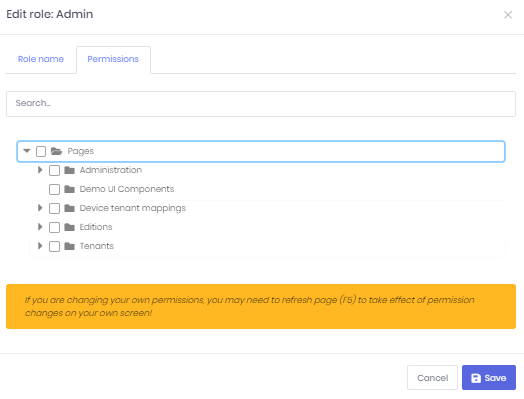 Edit role: Admin
Role name
Permissions
Search...
Pages
Administration
Demo UI Components
Device tenant mappings
Editions
Tenants
If you are changing your own permissions, you may need to refresh page (F5) to take effect of permission
changes on your own screen!
Cancel
Save